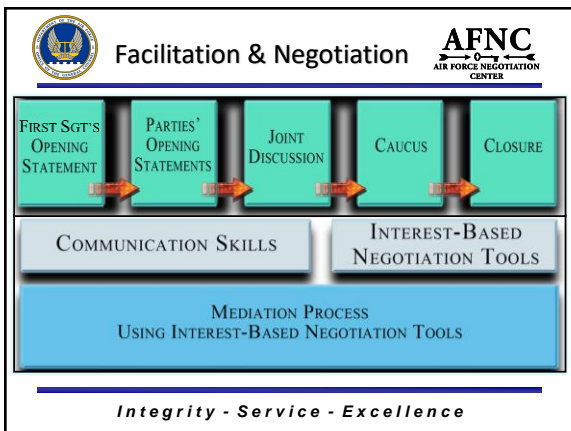 Facilitation & Negotiation
AFNC
AIR FORCE NEGOTIATION
CENTER
FIRST SGT'S
OPENING
STATEMENT
PARTIES'
OPENING
STATEMENTS
JOINT
DISCUSSION
CAUCUS
CLOSURE
COMMUNICATION SKILLS
INTEREST-BASED
NEGOTIATION TOOLS
MEDIATION PROCESS
USING INTEREST-BASED NEGOTIATION TOOLS
Integrity - Service - Excellence